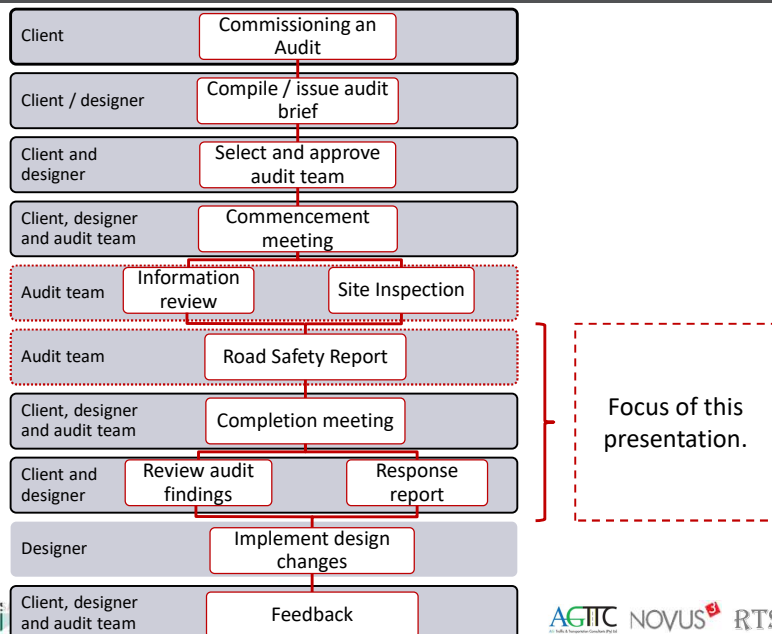 Client
Commissioning an
Audit
Client / designer
Compile / issue audit
brief
Client and
designer
Select and approve
audit team
Client, designer
and audit team
Commencement
meeting
Audit team
Information
review
Site Inspection
Audit team
Road Safety Report
Client, designer
and audit team
Completion meeting
Focus of this
presentation.
Client and
designer
Review audit
findings
Response
report
Designer
Implement design
changes
Client, designer
and audit team
Feedback
AGTTC NOVUS3 RTS